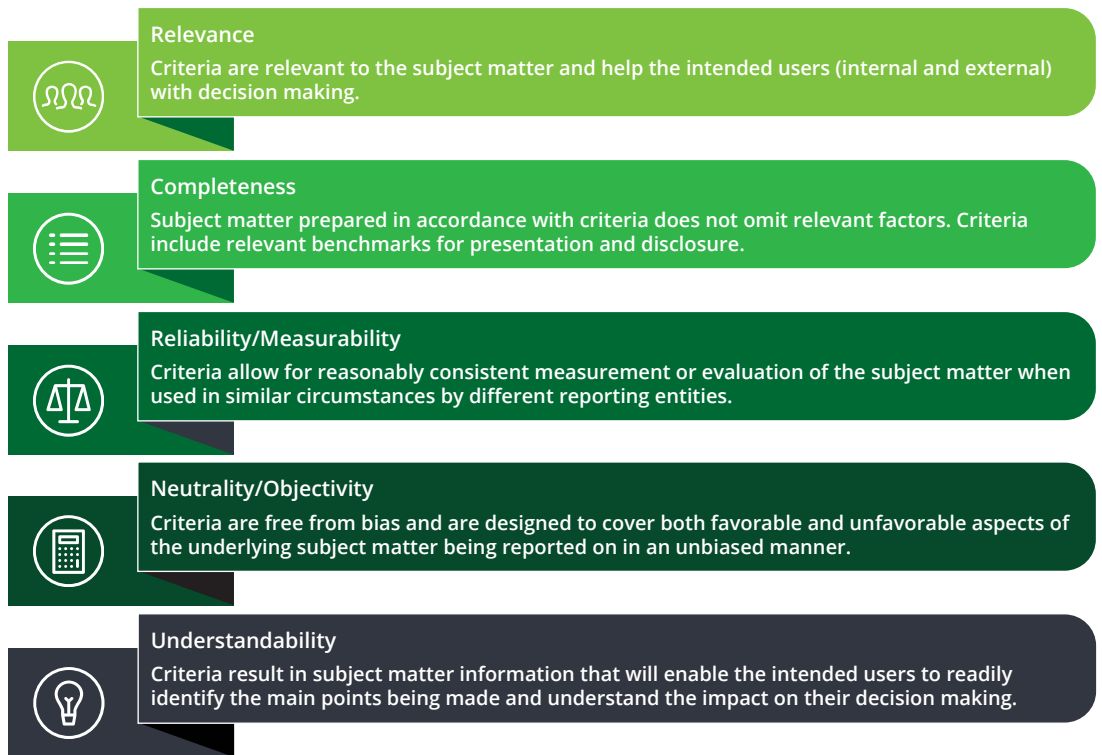 Relevance
Criteria are relevant to the subject matter and help the intended users (internal and external)
with decision making.
Completeness
Subject matter prepared in accordance with criteria does not omit relevant factors. Criteria
include relevant benchmarks for presentation and disclosure.
Reliability/Measurability
Criteria allow for reasonably consistent measurement or evaluation of the subject matter when
used in similar circumstances by different reporting entities.
Neutrality/Objectivity
Criteria are free from bias and are designed to cover both favorable and unfavorable aspects of
the underlying subject matter being reported on in an unbiased manner.
Understandability
Criteria result in subject matter information that will enable the intended users to readily
identify the main points being made and understand the impact on their decision making.